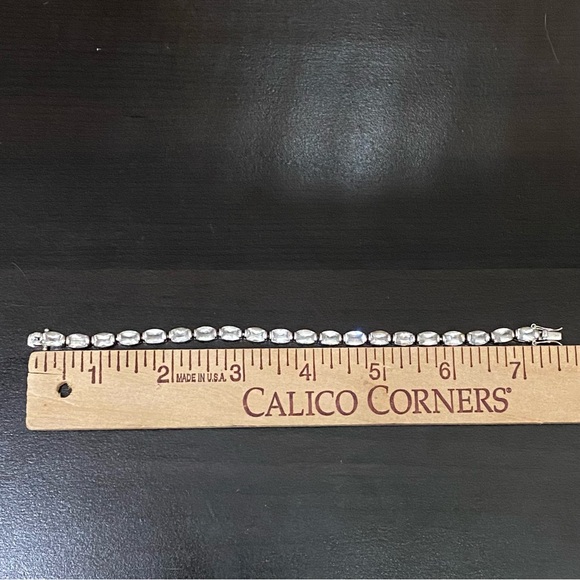 1 2 MADE IN U.S.A. 3 4 5 6 7
CALICO CORNERS®